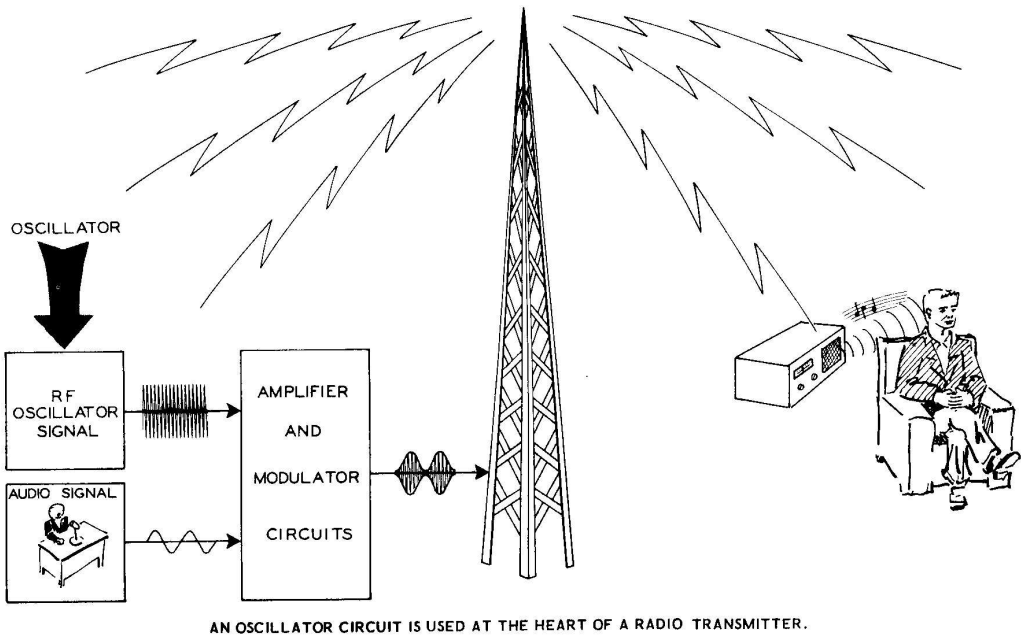 OSCILLATOR
RF
OSCILLATOR
SIGNAL
AUDIO SIGNAL
AMPLIFIER
AND
MODULATOR
CIRCUITS
AN OSCILLATOR CIRCUIT IS USED AT THE HEART OF A RADIO TRANSMITTER.